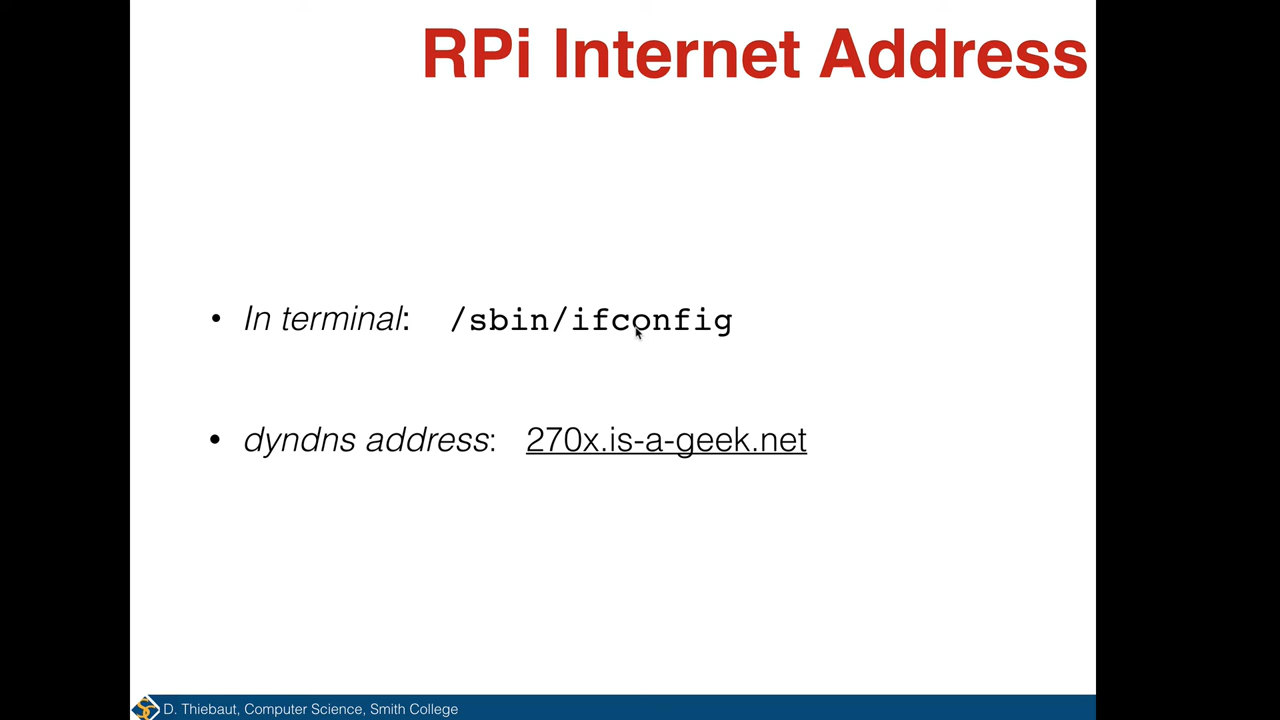 RPi Internet Address
• In terminal: /sbin/ifconfig
• dyndns address: 270x.is-a-geek.net
D. Thiebaut, Computer Science, Smith College